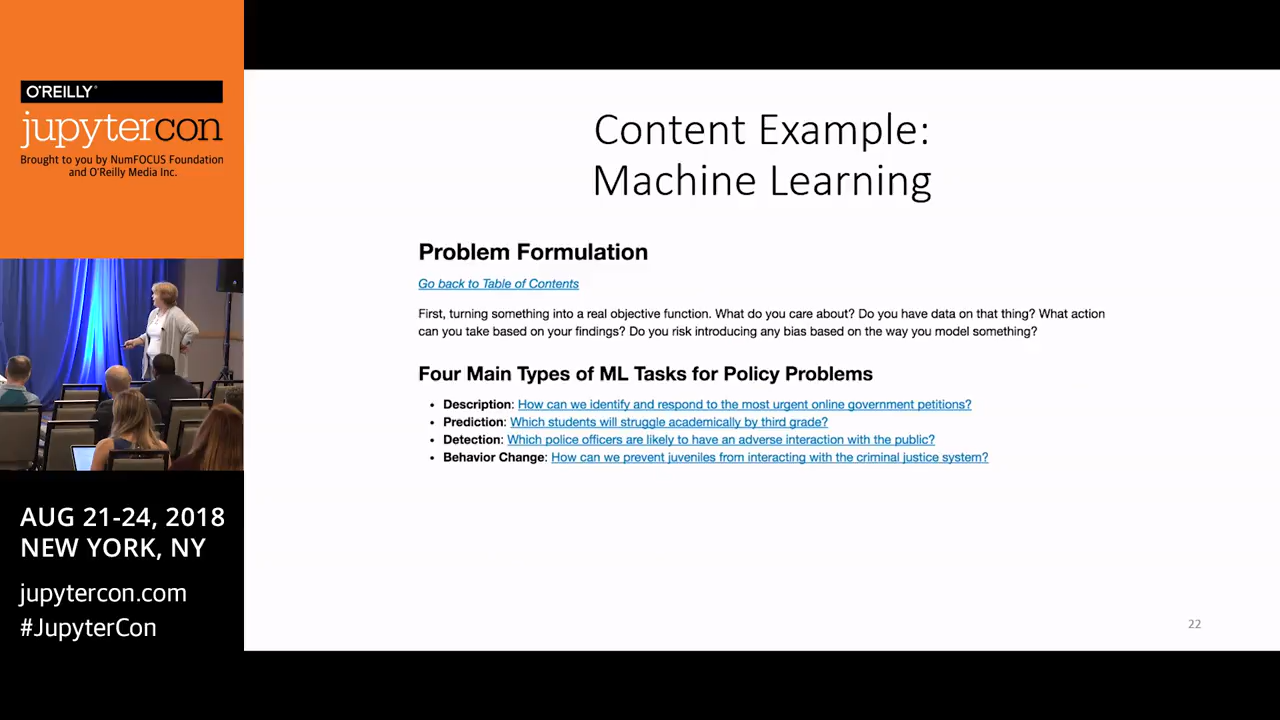 O'REILLY®
jupytercon
Brought to you by NumFOCUS Foundation
and O'Reilly Media Inc.
AUG 21-24, 2018
NEW YORK, NY
jupytercon.com
#JupyterCon
Content Example:
Machine Learning
Problem Formulation
Go back to Table of Contents
First, turning something into a real objective function. What do you care about? Do you have data on that thing? What action
can you take based on your findings? Do you risk introducing any bias based on the way you model something?
Four Main Types of ML Tasks for Policy Problems
• Description: How can we identify and respond to the most urgent online government petitions?
• Prediction: Which students will struggle academically by third grade?
• Detection: Which police officers are likely to have an adverse interaction with the public?
• Behavior Change: How can we prevent juveniles from interacting with the criminal justice system?
22